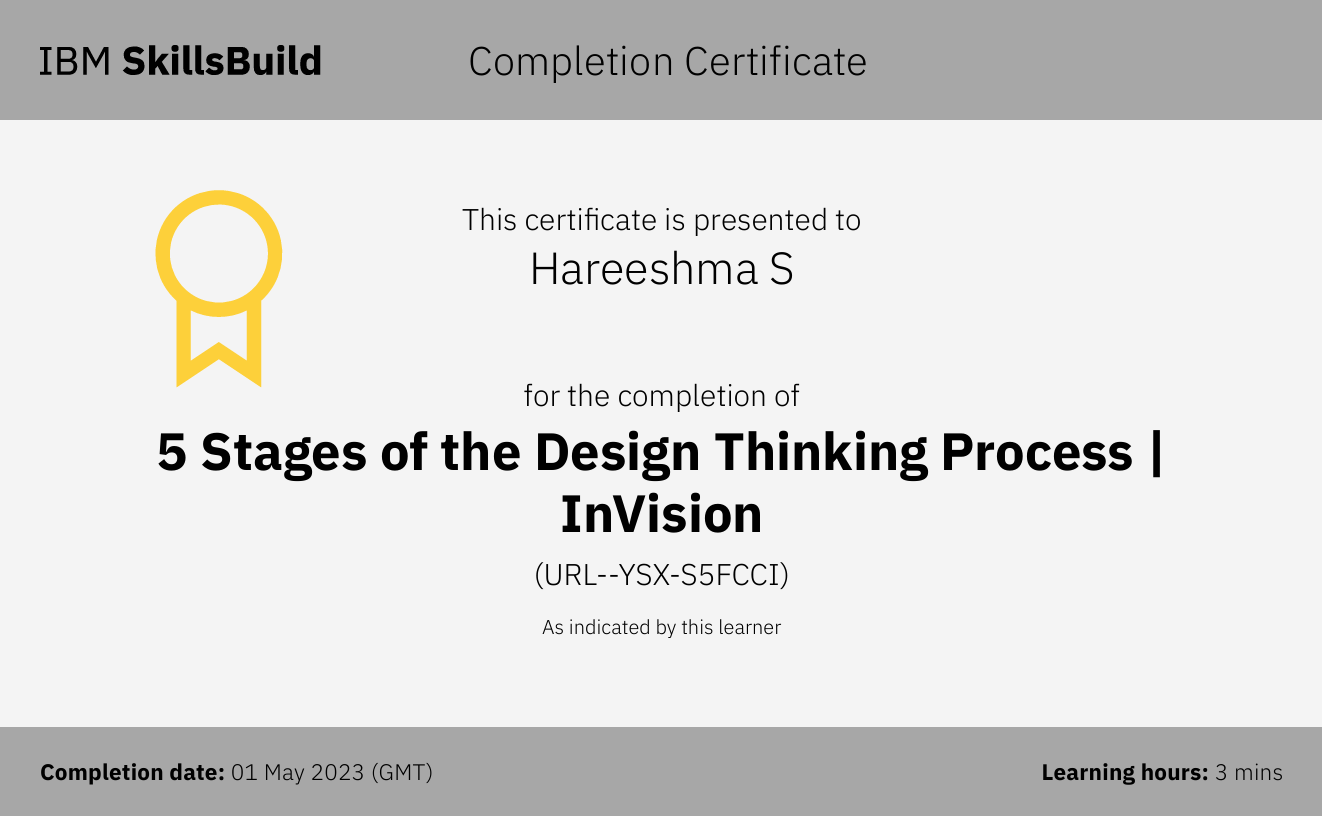 IBM SkillsBuild
Completion Certificate
This certificate is presented to
Hareeshma S
for the completion of
5 Stages of the Design Thinking Process |
InVision
(URL--YSX-S5FCCI)
As indicated by this learner
Completion date: 01 May 2023 (GMT)
Learning hours: 3 mins